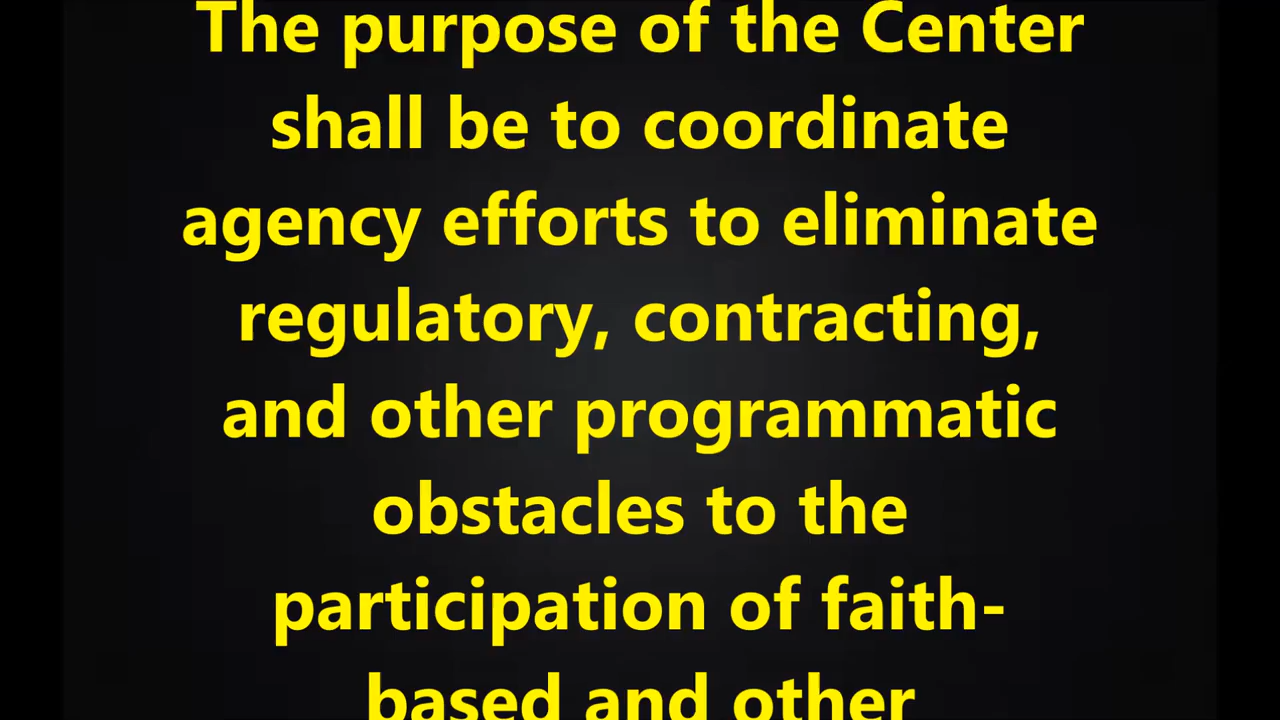 The purpose of the Center
shall be to coordinate
agency efforts to eliminate
regulatory, contracting,
and other programmatic
obstacles to the
participation of faith-
based and other